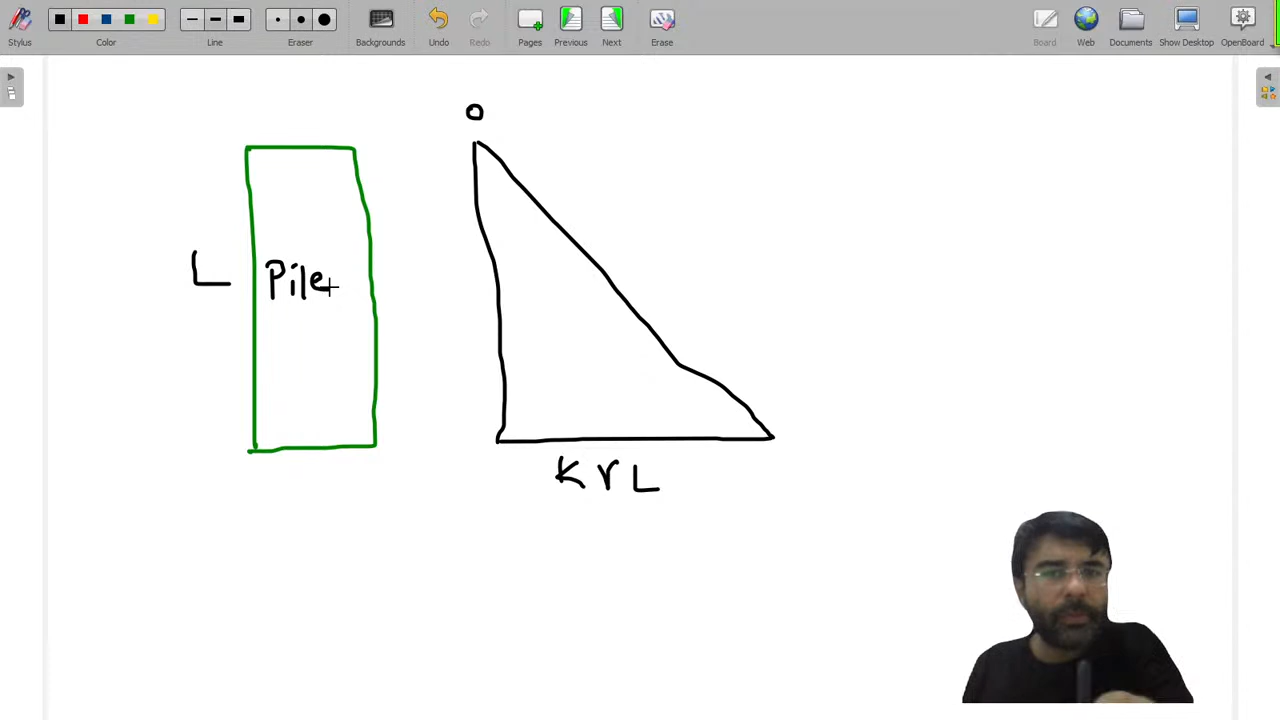 Stylus Color Line Eraser Backgrounds Undo Redo Pages Previous Next Erase Board Web Documents Show Desktop OpenBoard
0
L Pile
K γ L